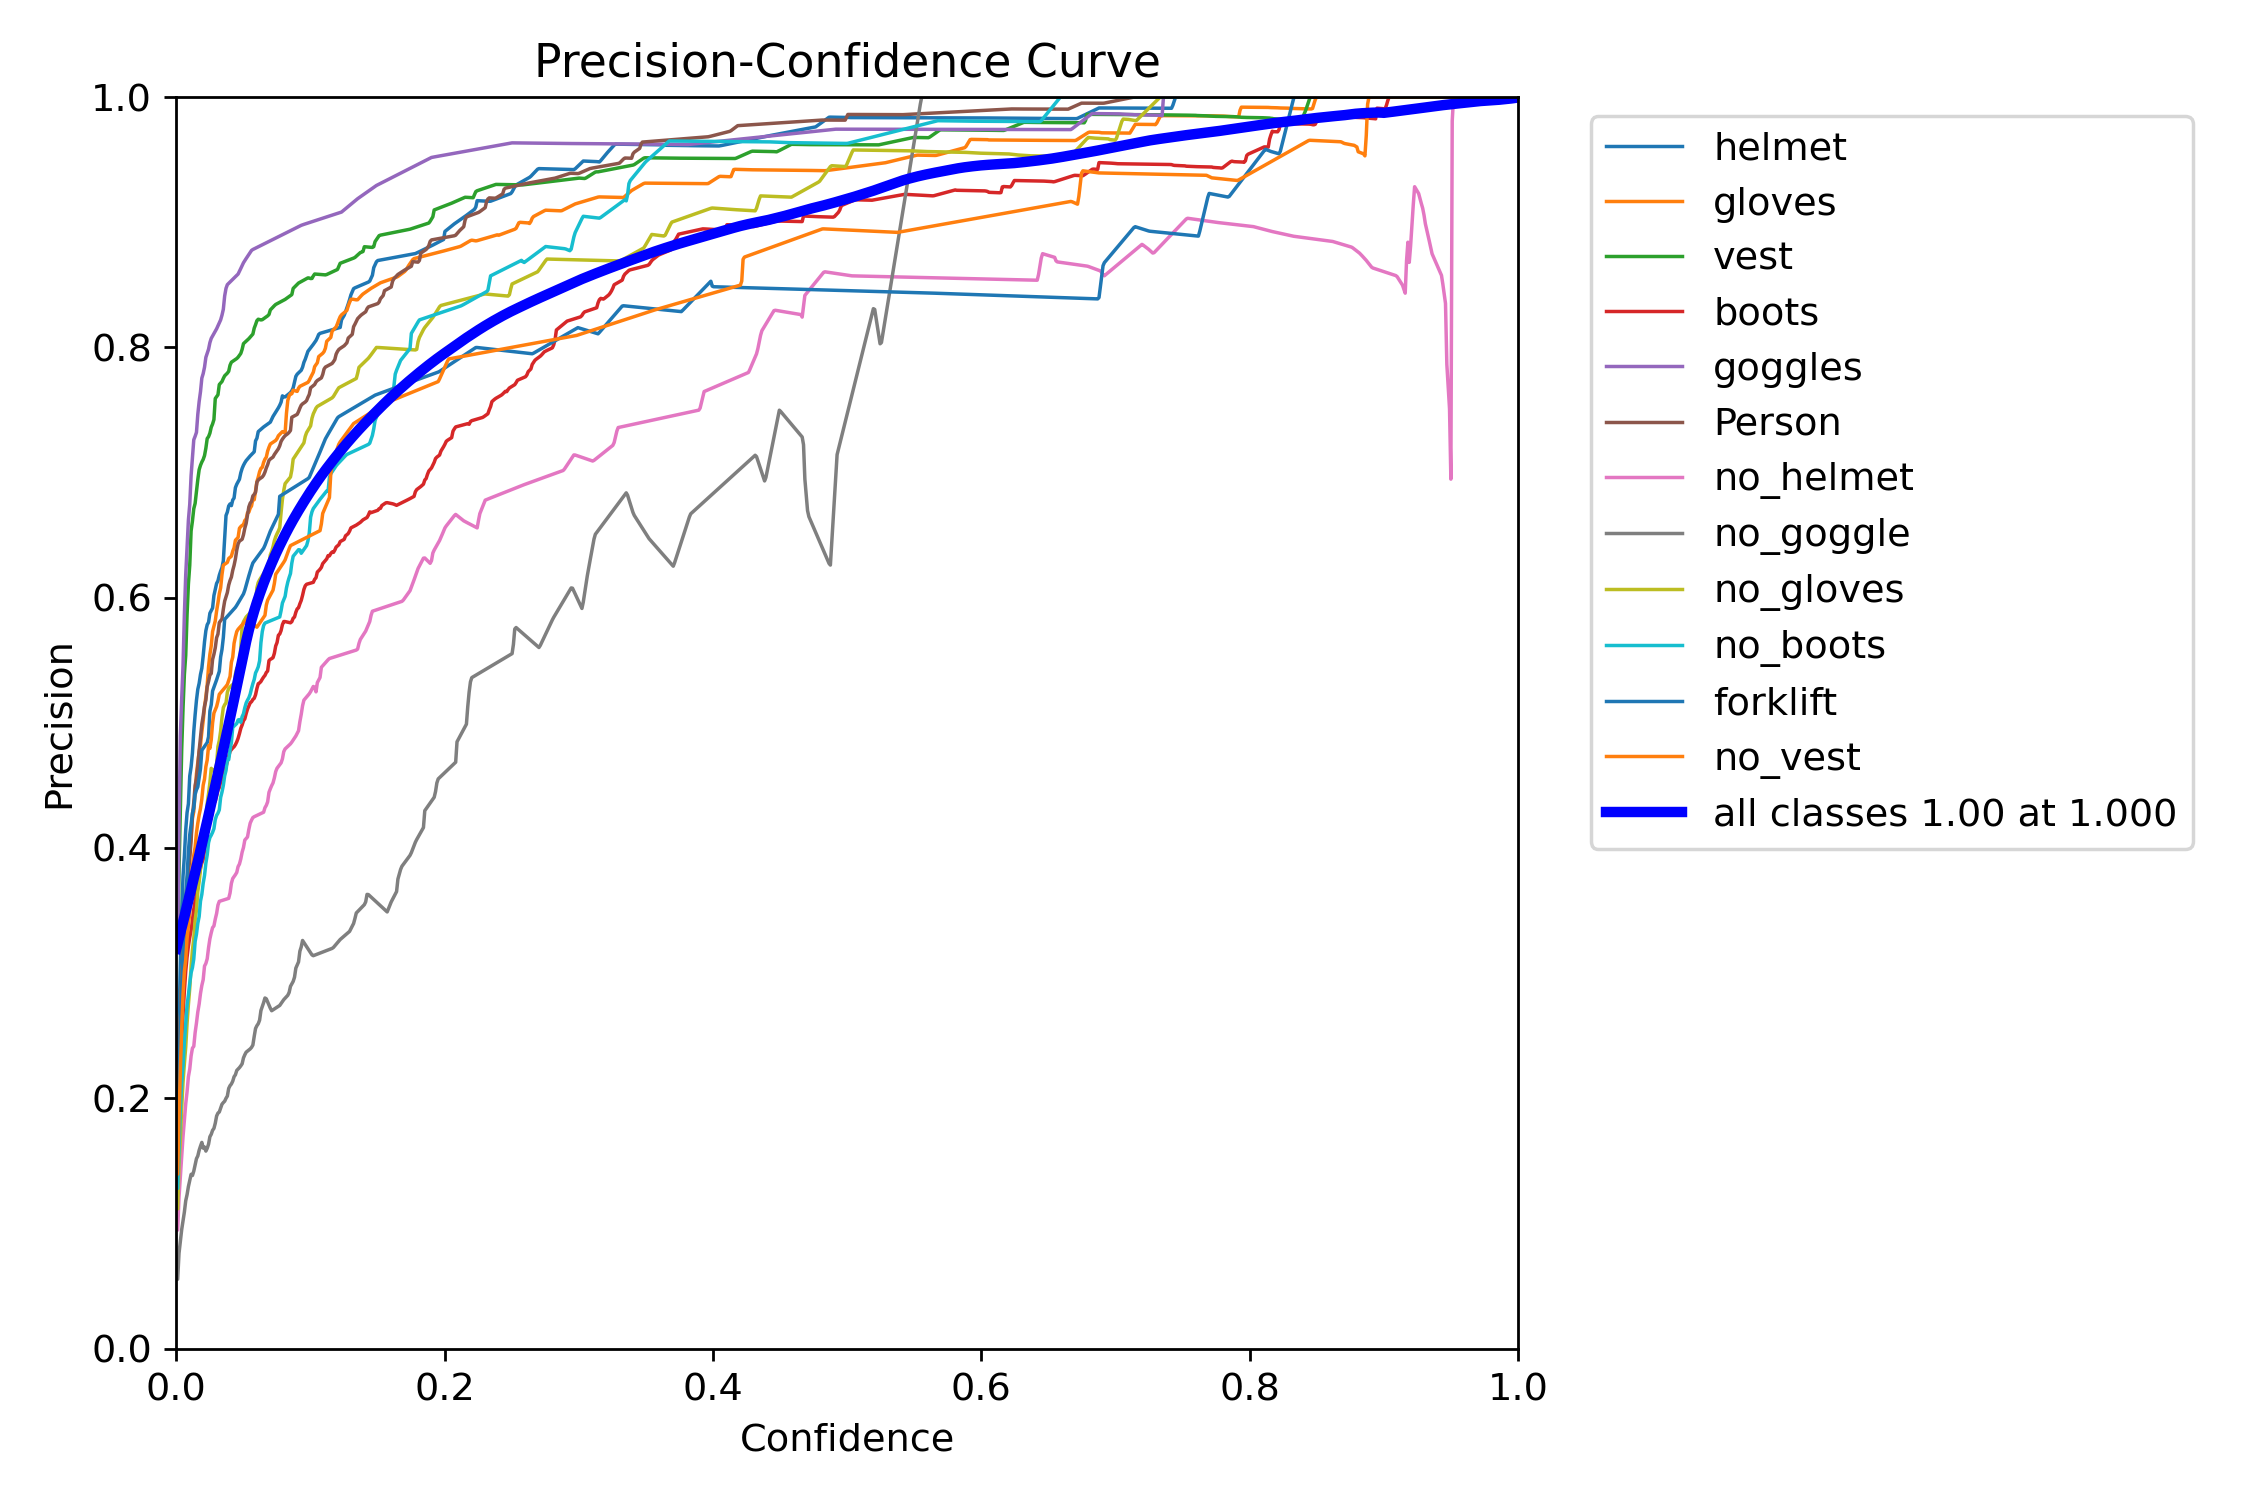 Precision-Confidence Curve
1.0
0.8
0.6
0.4
0.2
0.0
Precision
0.0 0.2 0.4 0.6 0.8 1.0
Confidence
helmet
gloves
vest
boots
goggles
Person
no_helmet
no_goggle
no_gloves
no_boots
forklift
no_vest
all classes 1.00 at 1.000